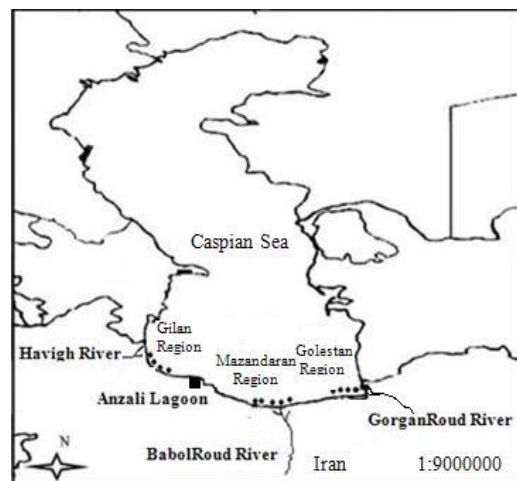 Caspian Sea
Gilan
Region
Golestan
Region
Mazandaran
Region
Havigh River
Anzali Lagoon
GorganRoud River
BabolRoud River
N
Iran
1:9000000